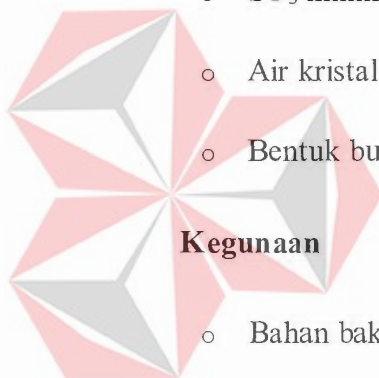 ○ Air kristal
○ Bentuk bu
Kegunaan
○ Bahan bak